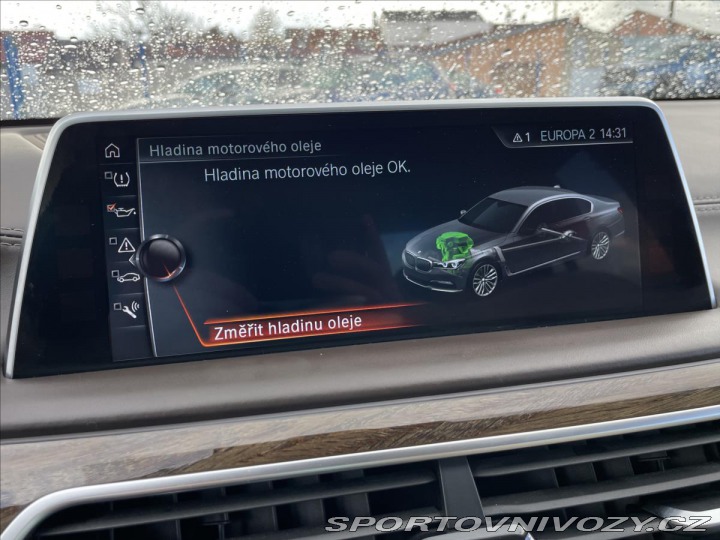 Hladina motorového oleje
1 EUROPA 2 14:31
Hladina motorového oleje OK.
Změřit hladinu oleje
SPORTOVNIVOZY.CZ